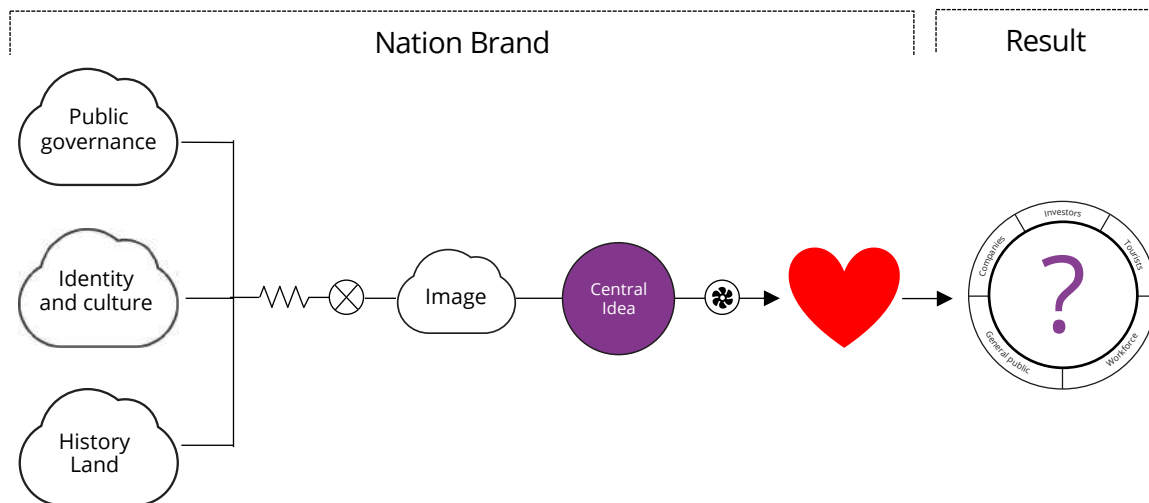 Nation Brand
Result
Public
governance
Identity
and culture
History
Land
Image
Central
Idea
Investors
Companies
Tourists
?
General public
Workforce